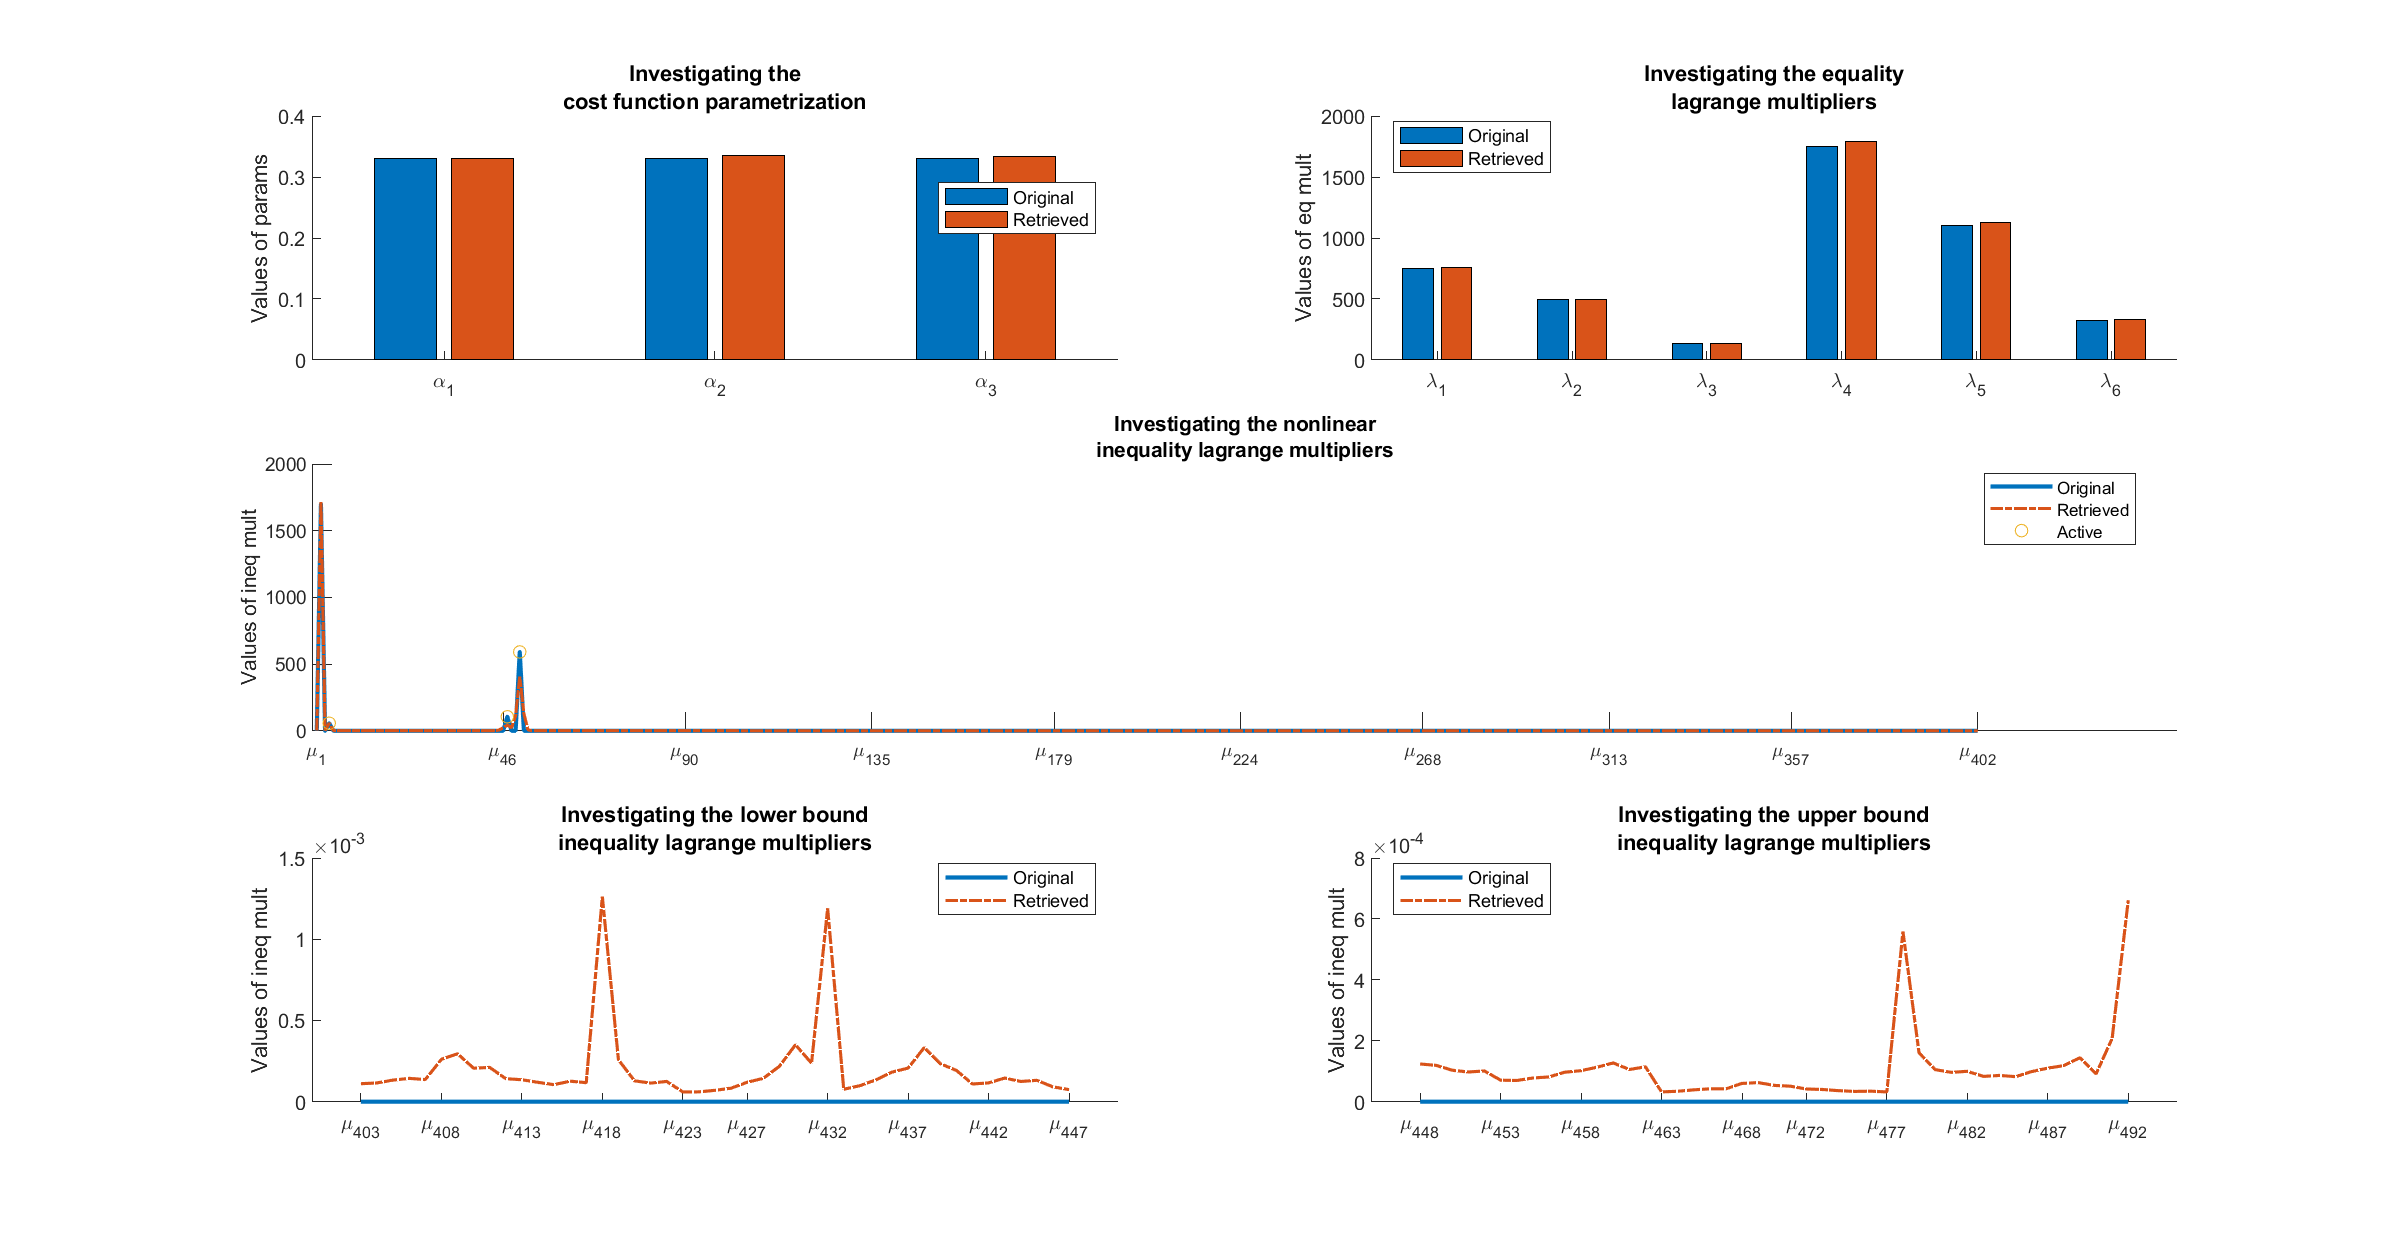 Investigating the
cost function parametrization
Values of params
0.4
0.3
0.2
0.1
0
α1
α2
α3
Original
Retrieved
Investigating the equality
lagrange multipliers
Values of eq mult
2000
1500
1000
500
0
λ1
λ2
λ3
λ4
λ5
λ6
Original
Retrieved
Investigating the nonlinear
inequality lagrange multipliers
Values of ineq mult
2000
1500
1000
500
0
μ1
μ46
μ90
μ135
μ179
μ224
μ268
μ313
μ357
μ402
Original
Retrieved
Active
Investigating the lower bound
inequality lagrange multipliers
×10-3
Values of ineq mult
1.5
1
0.5
0
μ403
μ408
μ413
μ418
μ423
μ427
μ432
μ437
μ442
μ447
Original
Retrieved
Investigating the upper bound
inequality lagrange multipliers
×10-4
Values of ineq mult
8
6
4
2
0
μ448
μ453
μ458
μ463
μ468
μ472
μ477
μ482
μ487
μ492
Original
Retrieved